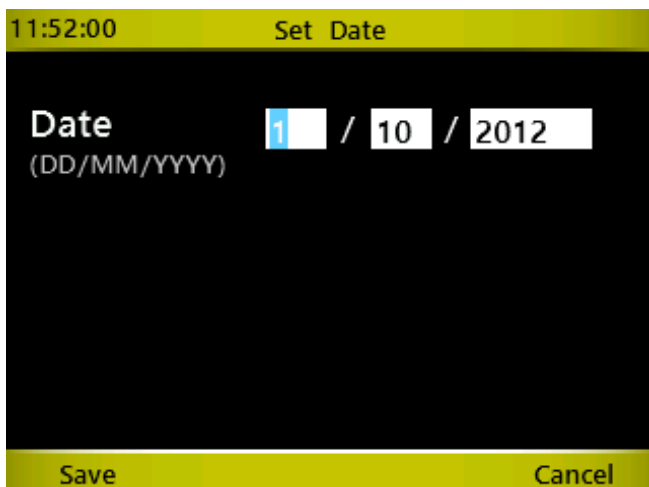 11:52:00 Set Date
Date 1 / 10 / 2012
(DD/MM/YYYY)
Save Cancel